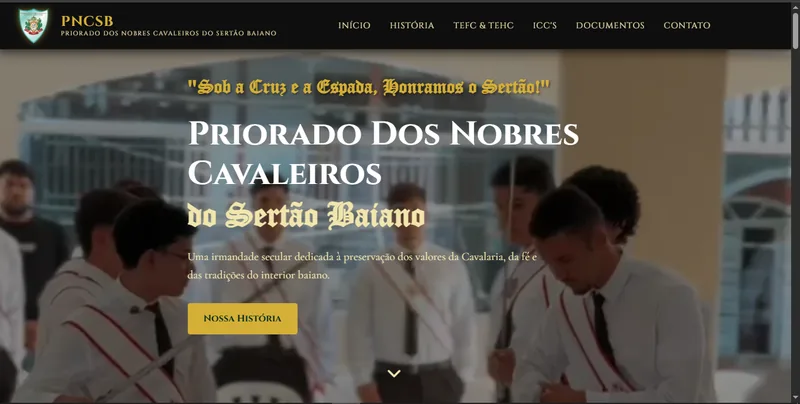 PNCSB
PRIORADO DOS NOBRES CAVALEIROS DO SERTÃO BAIANO
INÍCIO
HISTÓRIA
TEFC & TEHC
ICC'S
DOCUMENTOS
CONTATO
"Sob a Cruz e a Espada, Honramos o Sertão!"
Priorado Dos Nobres
Cavaleiros
do Sertão Baiano
Uma irmandade secular dedicada à preservação dos valores da Cavalaria, da fé e
das tradições do interior baiano.
Nossa História